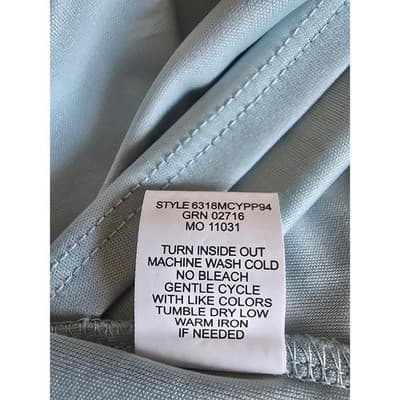 STYLE 6318MCYPP94
GRN 02716
MO 11031
TURN INSIDE OUT
MACHINE WASH COLD
NO BLEACH
GENTLE CYCLE
WITH LIKE COLORS
TUMBLE DRY LOW
WARM IRON
IF NEEDED